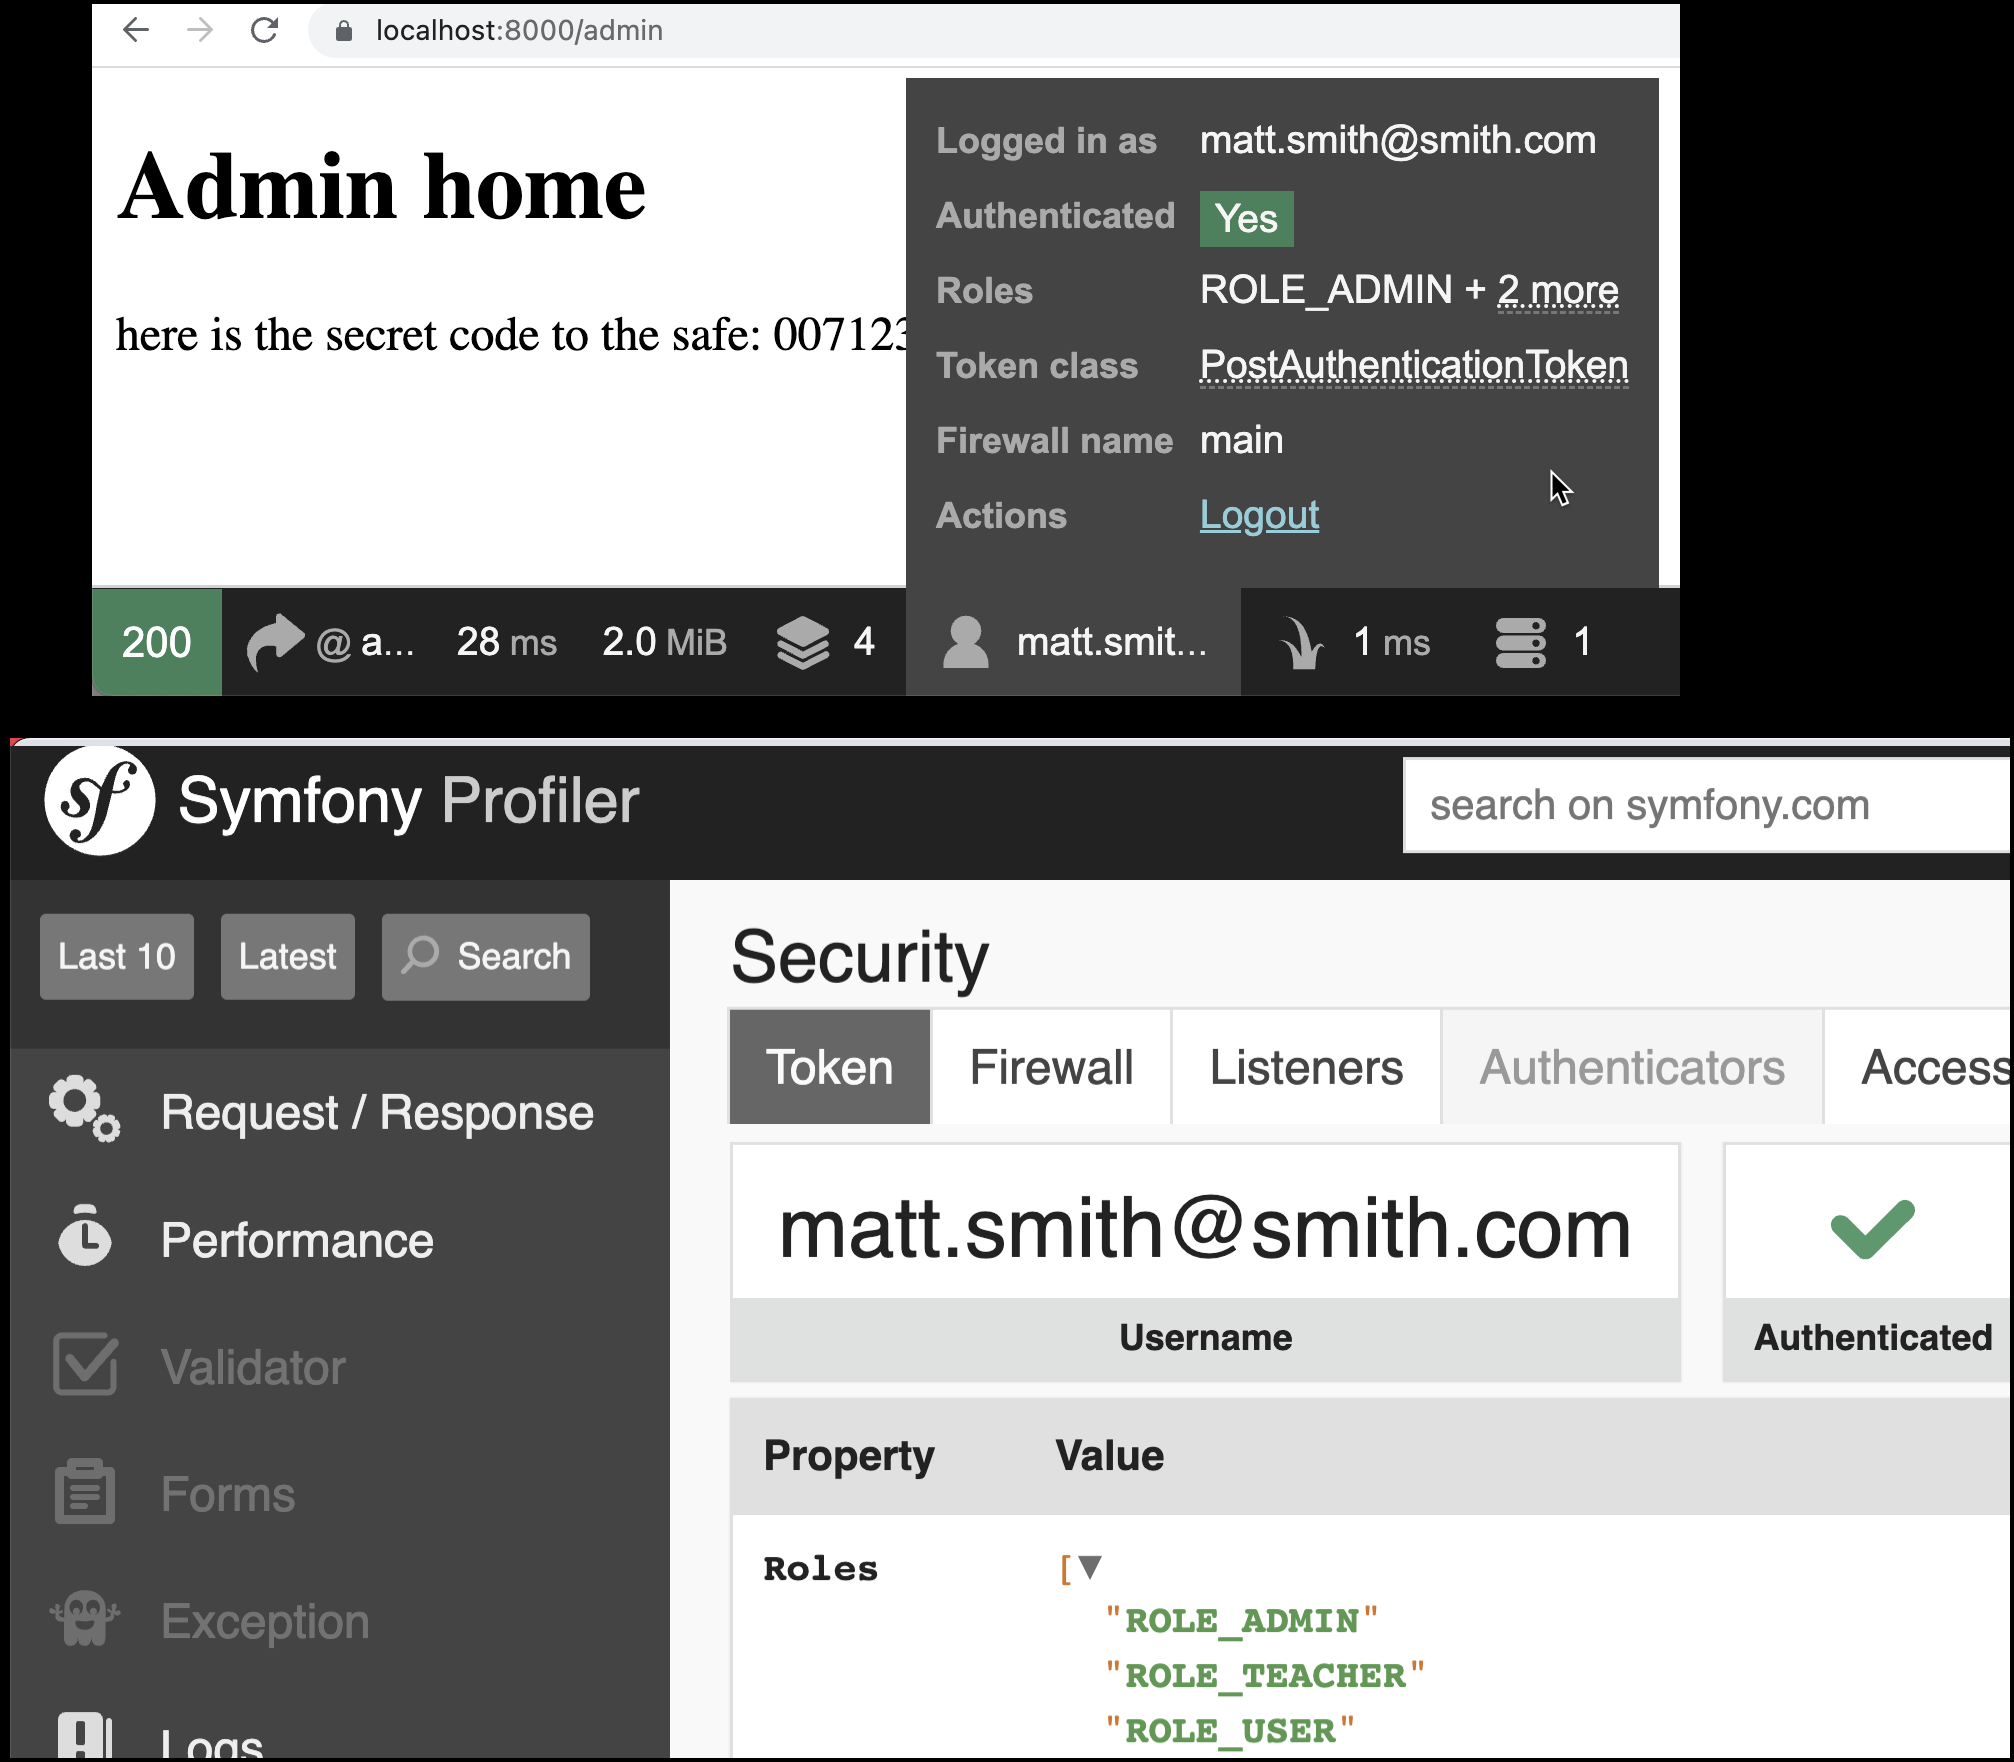 localhost:8000/admin
Admin home
here is the secret code to the safe: 007123
Logged in as matt.smith@smith.com
Authenticated Yes
Roles ROLE_ADMIN + 2 more
Token class PostAuthenticationToken
Firewall name main
Actions Logout
200 @ a... 28 ms 2.0 MiB 4 matt.smit... 1 ms 1
sf Symfony Profiler
search on symfony.com
Last 10 Latest Search
Request / Response
Performance
Validator
Forms
Exception
Logs
Security
Token Firewall Listeners Authenticators Access
matt.smith@smith.com
Username Authenticated
Property Value
Roles [▼
"ROLE_ADMIN"
"ROLE_TEACHER"
"ROLE_USER"